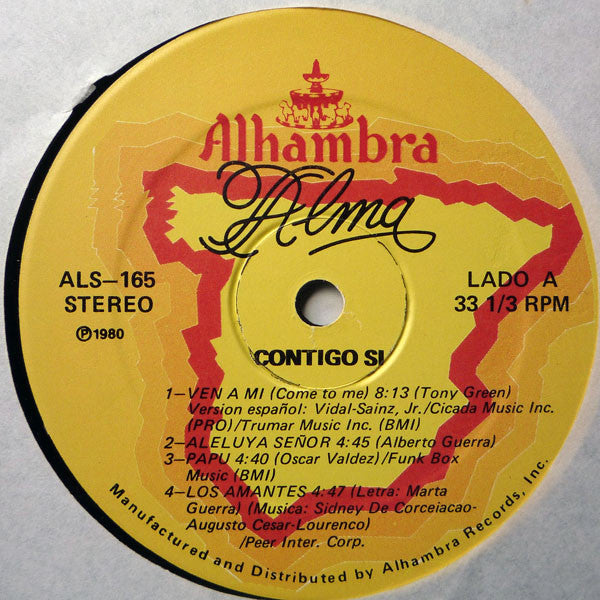 Alhambra
Alma
ALS—165
STEREO
℗1980
LADO A
33 1/3 RPM
CONTIGO SI
1—VEN A MI (Come to me) 8:13 (Tony Green)
Version español: Vidal-Sainz, Jr./Cicada Music Inc.
(PRO)/Trumar Music Inc. (BMI)
2—ALELUYA SEÑOR 4:45 (Alberto Guerra)
3—PAPU 4:40 (Oscar Valdez)/Funk Box
Music (BMI)
4—LOS AMANTES 4:47 (Letra: Marta
Guerra) (Musica: Sidney De Corceiacao-
Augusto Cesar-Lourenco)
/Peer Inter. Corp.
Manufactured and Distributed by Alhambra Records, Inc.